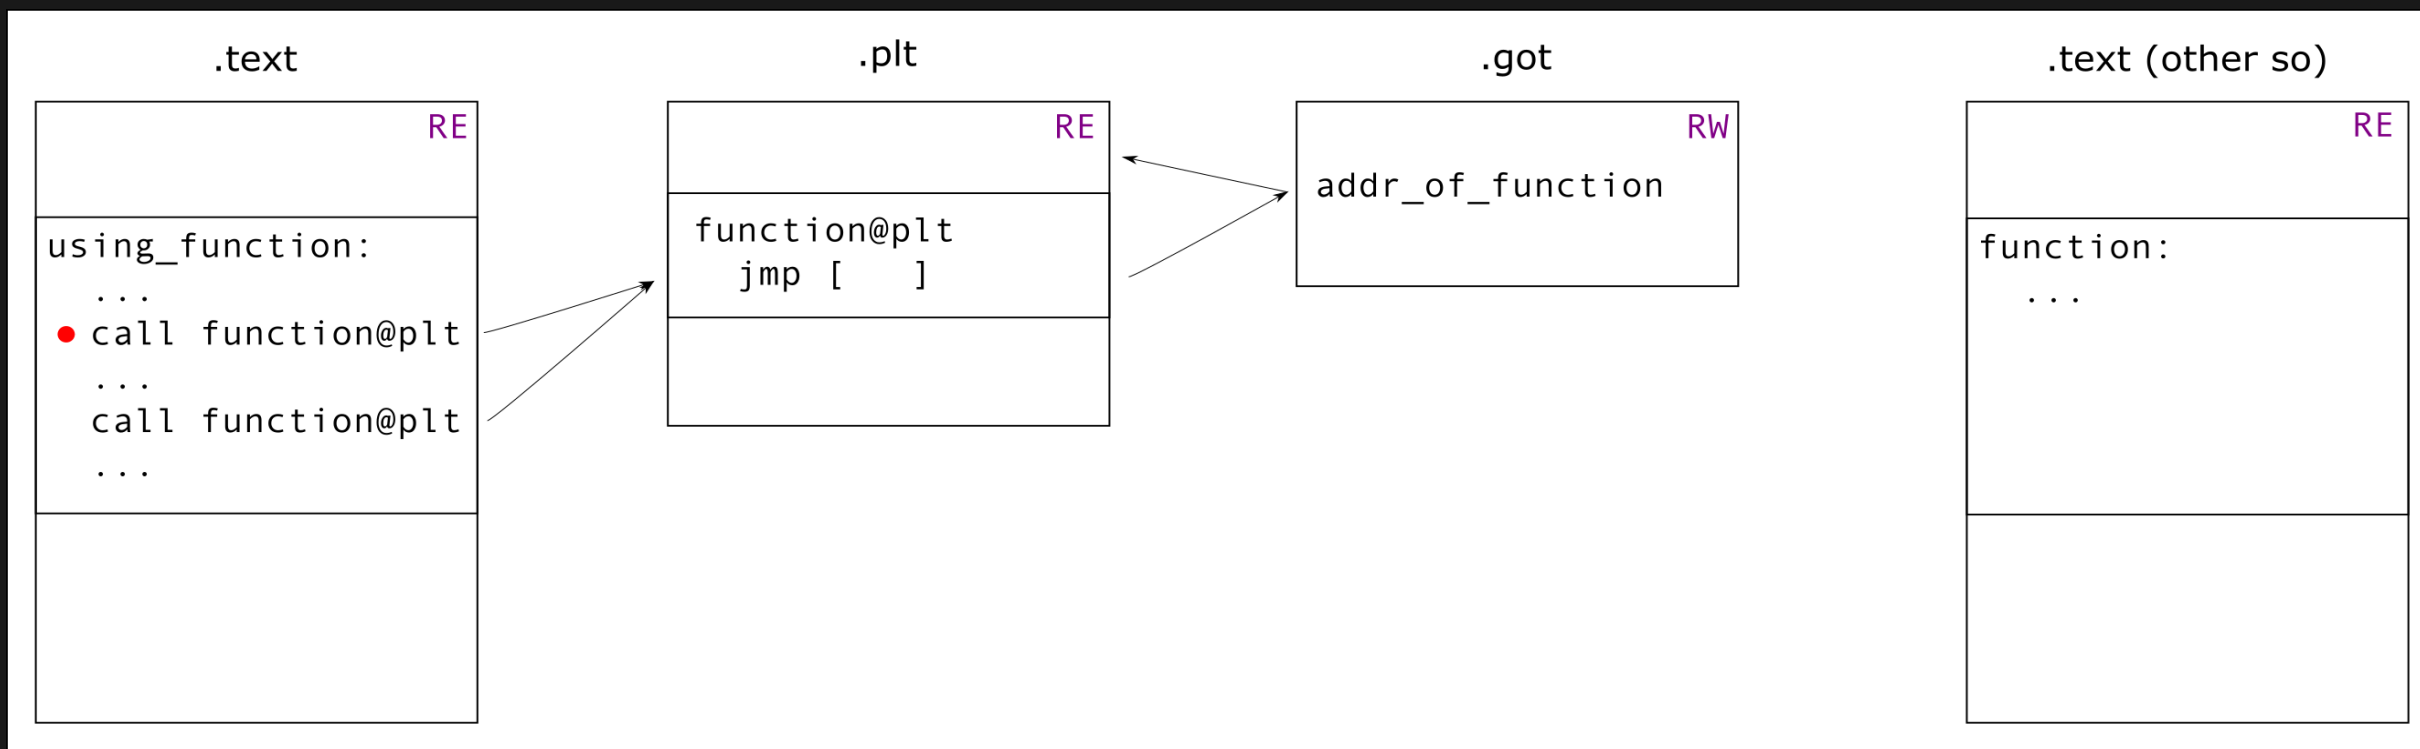 .text
RE
using_function:
...
call function@plt
...
call function@plt
...
.plt
RE
function@plt
jmp [   ]
.got
RW
addr_of_function
.text (other so)
RE
function:
...